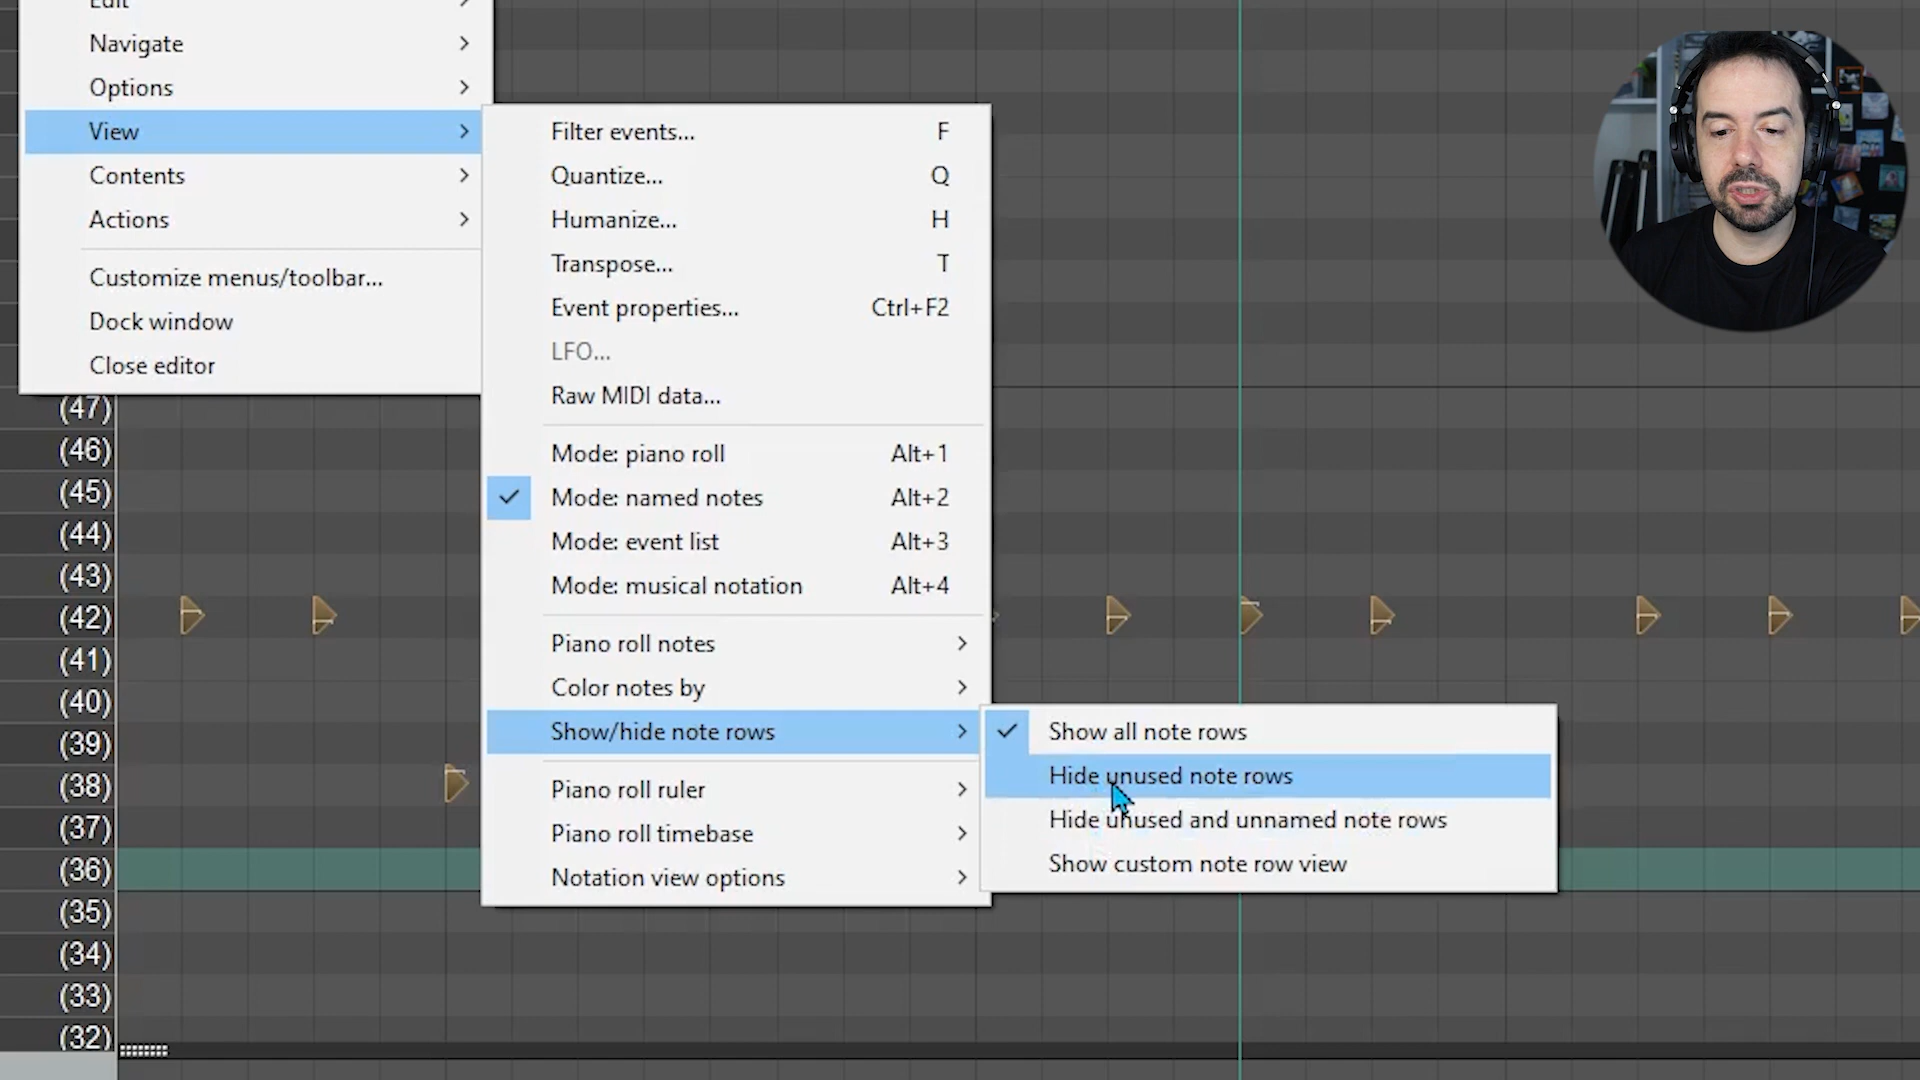 Edit
Navigate
Options
View
Contents
Actions
Customize menus/toolbar...
Dock window
Close editor
Filter events... F
Quantize... Q
Humanize... H
Transpose... T
Event properties... Ctrl+F2
LFO...
Raw MIDI data...
Mode: piano roll Alt+1
Mode: named notes Alt+2
Mode: event list Alt+3
Mode: musical notation Alt+4
Piano roll notes
Color notes by
Show/hide note rows
Piano roll ruler
Piano roll timebase
Notation view options
Show all note rows
Hide unused note rows
Hide unused and unnamed note rows
Show custom note row view
(47)
(46)
(45)
(44)
(43)
(42)
(41)
(40)
(39)
(38)
(37)
(36)
(35)
(34)
(33)
(32)